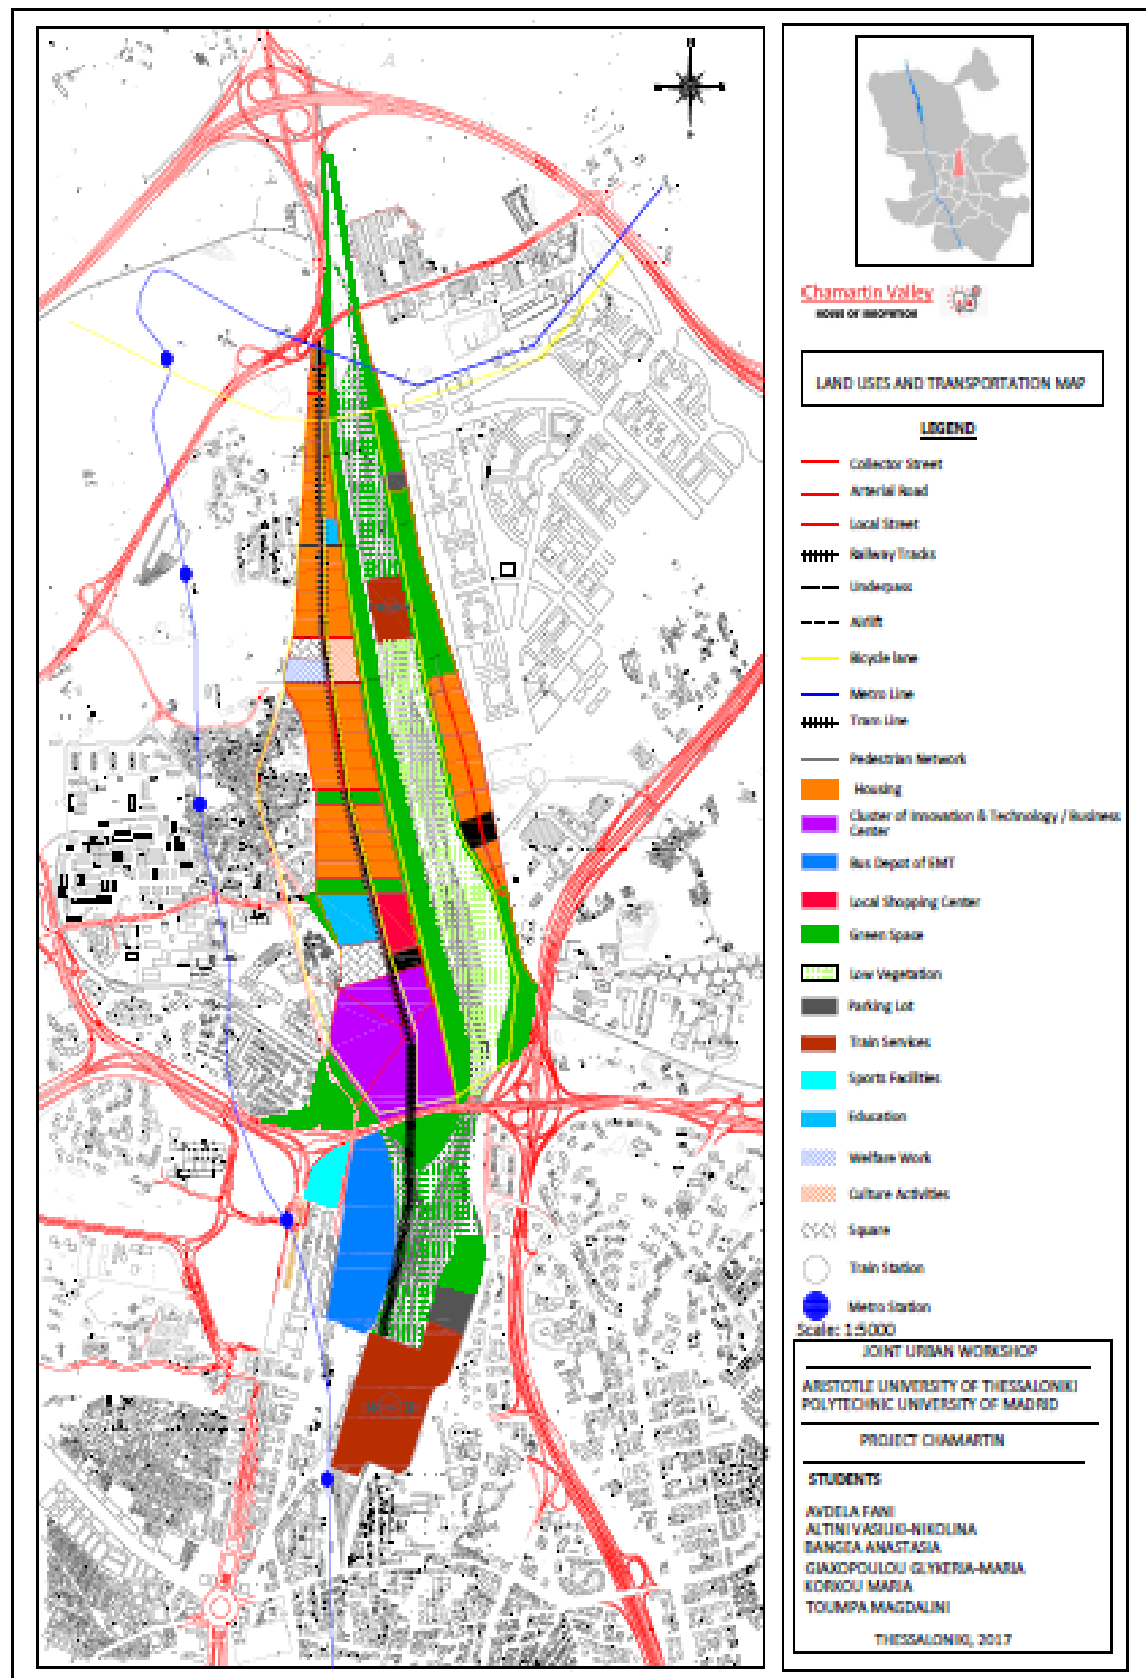 Chamartin Valley
LAND USES AND TRANSPORTATION MAP
LEGEND
Collector Street
Arterial Road
Local Street
Railway Tracks
Underpass
Airlift
Bicycle lane
Metro Line
Tram Line
Pedestrian Network
Housing
Cluster of Innovation & Technology / Business
Center
Bus Depot of EMT
Local Shopping Center
Green Space
Low Vegetation
Parking Lot
Train Services
Sports Facilities
Education
Welfare Work
Culture Activities
Square
Train Station
Metro Station
Scale: 1:5000
JOINT URBAN WORKSHOP
ARISTOTLE UNIVERSITY OF THESSALONIKI
POLYTECHNIC UNIVERSITY OF MADRID
PROJECT CHAMARTIN
STUDENTS
AVDELA FANI
ALTINI VASILIKI-NIKOLINA
BANGEA ANASTASIA
GIAXOPOULOU GLYKERIA-MARIA
KORKOU MARIA
TOUMPA MAGDALINI
THESSALONIKI, 2017